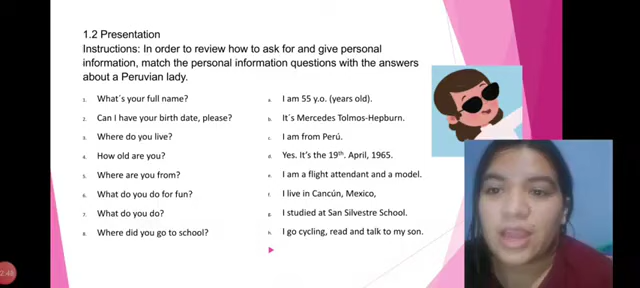 1.2 Presentation
Instructions: In order to review how to ask for and give personal
information, match the personal information questions with the answers
about a Peruvian lady.
1. What´s your full name?
2. Can I have your birth date, please?
3. Where do you live?
4. How old are you?
5. Where are you from?
6. What do you do for fun?
7. What do you do?
8. Where did you go to school?
a. I am 55 y.o. (years old).
b. It´s Mercedes Tolmos-Hepburn.
c. I am from Perú.
d. Yes. It's the 19th. April, 1965.
e. I am a flight attendant and a model.
f. I live in Cancún, Mexico,
g. I studied at San Silvestre School.
h. I go cycling, read and talk to my son.
2:48